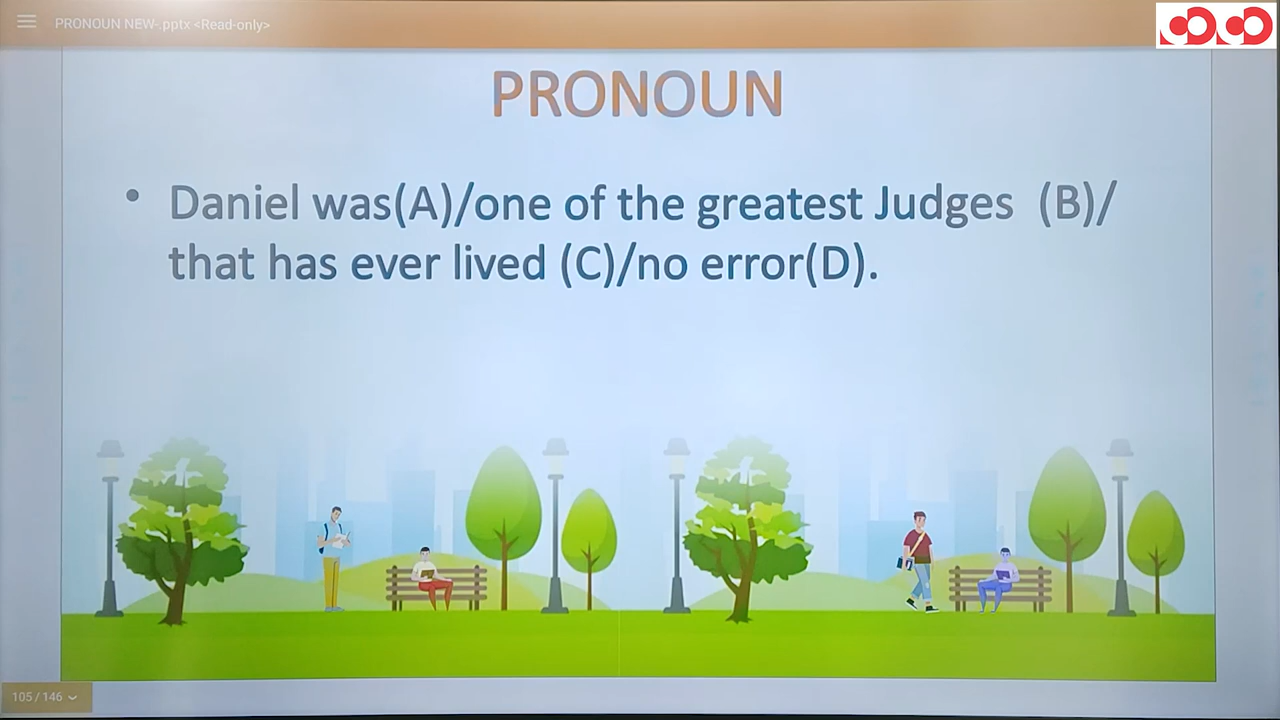 PRONOUN NEW-.pptx <Read-only>
PRONOUN
• Daniel was(A)/one of the greatest Judges (B)/
that has ever lived (C)/no error(D).
105 / 146